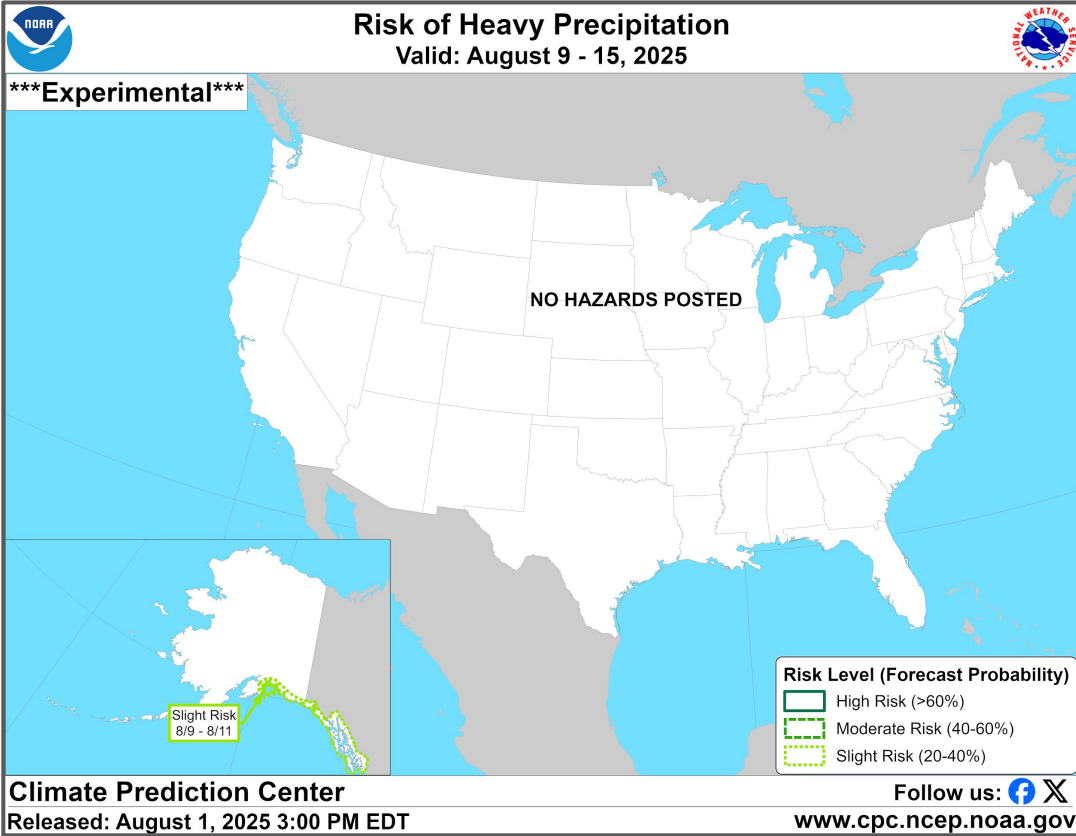 NOAA
Risk of Heavy Precipitation
Valid: August 9 - 15, 2025
NATIONAL WEATHER SERVICE
***Experimental***
NO HAZARDS POSTED
Slight Risk
8/9 - 8/11
Risk Level (Forecast Probability)
High Risk (>60%)
Moderate Risk (40-60%)
Slight Risk (20-40%)
Climate Prediction Center
Follow us:
Released: August 1, 2025 3:00 PM EDT
www.cpc.ncep.noaa.gov